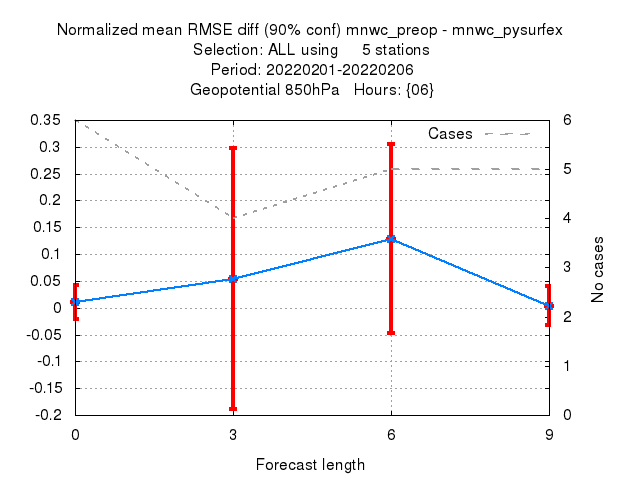 Normalized mean RMSE diff (90% conf) mnwc_preop - mnwc_pysurfex
Selection: ALL using 5 stations
Period: 20220201-20220206
Geopotential 850hPa Hours: {06}
Cases
0.35
0.3
0.25
0.2
0.15
0.1
0.05
0
-0.05
-0.1
-0.15
-0.2
6
5
4
3
2
1
0
No cases
0 3 6 9
Forecast length